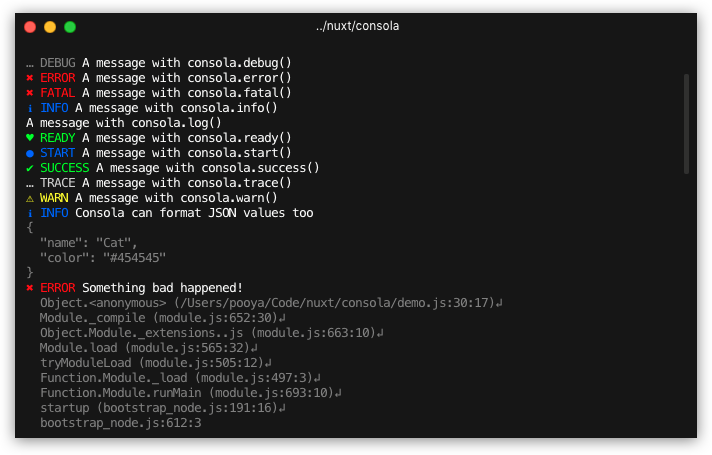 ../nuxt/consola
… DEBUG A message with consola.debug()
✖ ERROR A message with consola.error()
✖ FATAL A message with consola.fatal()
ℹ INFO A message with consola.info()
A message with consola.log()
♥ READY A message with consola.ready()
● START A message with consola.start()
✔ SUCCESS A message with consola.success()
… TRACE A message with consola.trace()
⚠ WARN A message with consola.warn()
ℹ INFO Consola can format JSON values too
{
  "name": "Cat",
  "color": "#454545"
}
✖ ERROR Something bad happened!
  Object.<anonymous> (/Users/pooya/Code/nuxt/consola/demo.js:30:17)↲
  Module._compile (module.js:652:30)↲
  Object.Module._extensions..js (module.js:663:10)↲
  Module.load (module.js:565:32)↲
  tryModuleLoad (module.js:505:12)↲
  Function.Module._load (module.js:497:3)↲
  Function.Module.runMain (module.js:693:10)↲
  startup (bootstrap_node.js:191:16)↲
  bootstrap_node.js:612:3